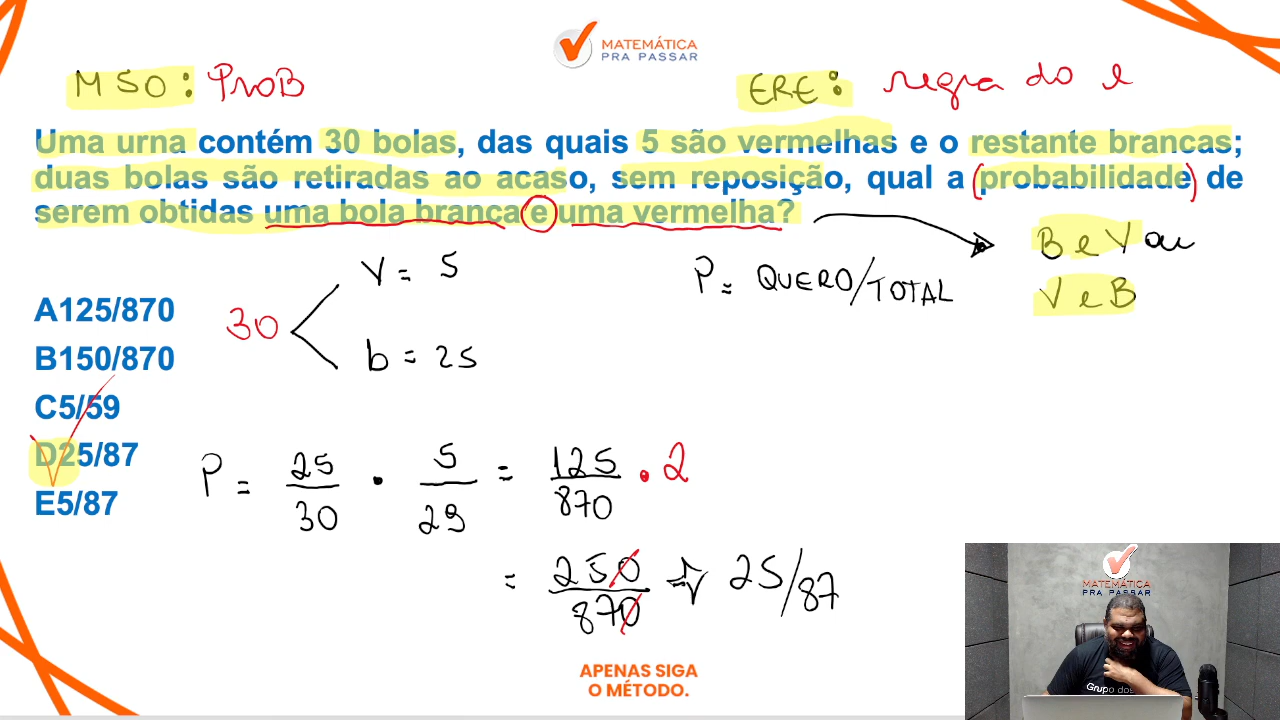 MATEMÁTICA
PRA PASSAR
MSO: PROB
ERE: regra do e
Uma urna contém 30 bolas, das quais 5 são vermelhas e o restante brancas;
duas bolas são retiradas ao acaso, sem reposição, qual a (probabilidade) de
serem obtidas uma bola branca e uma vermelha?
B e V ou
V e B
V = 5
30
b = 25
P = QUERO/TOTAL
A125/870
B150/870
C5/59
D25/87
E5/87
P = 25/30 . 5/29 = 125/870 . 2
= 250/870 25/87
MATEMÁTICA
PRA PASSAR
Grupo dos
APENAS SIGA
O MÉTODO.